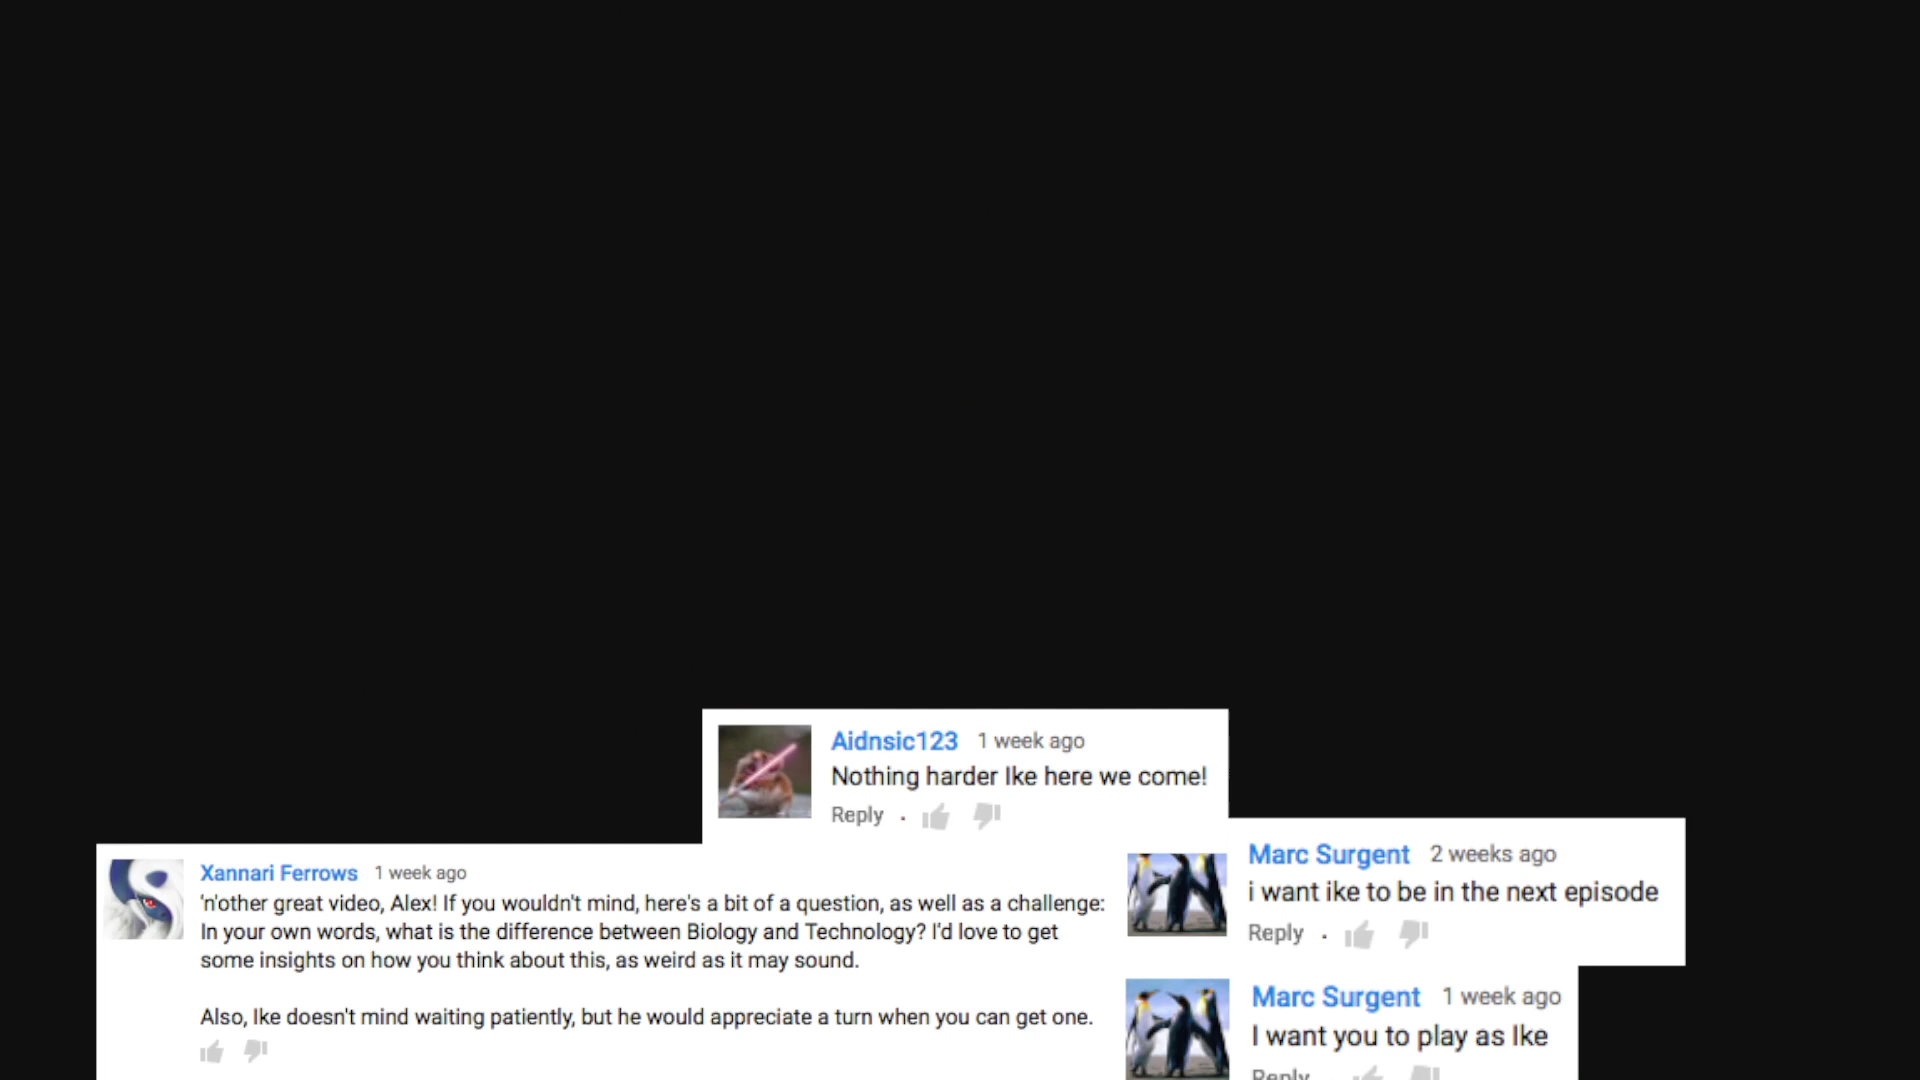 Aidnsic123 1 week ago
Nothing harder Ike here we come!
Reply
Xannari Ferrows 1 week ago
'n'other great video, Alex! If you wouldn't mind, here's a bit of a question, as well as a challenge:
In your own words, what is the difference between Biology and Technology? I'd love to get
some insights on how you think about this, as weird as it may sound.
Also, Ike doesn't mind waiting patiently, but he would appreciate a turn when you can get one.
Marc Surgent 2 weeks ago
i want ike to be in the next episode
Reply
Marc Surgent 1 week ago
I want you to play as Ike
Reply